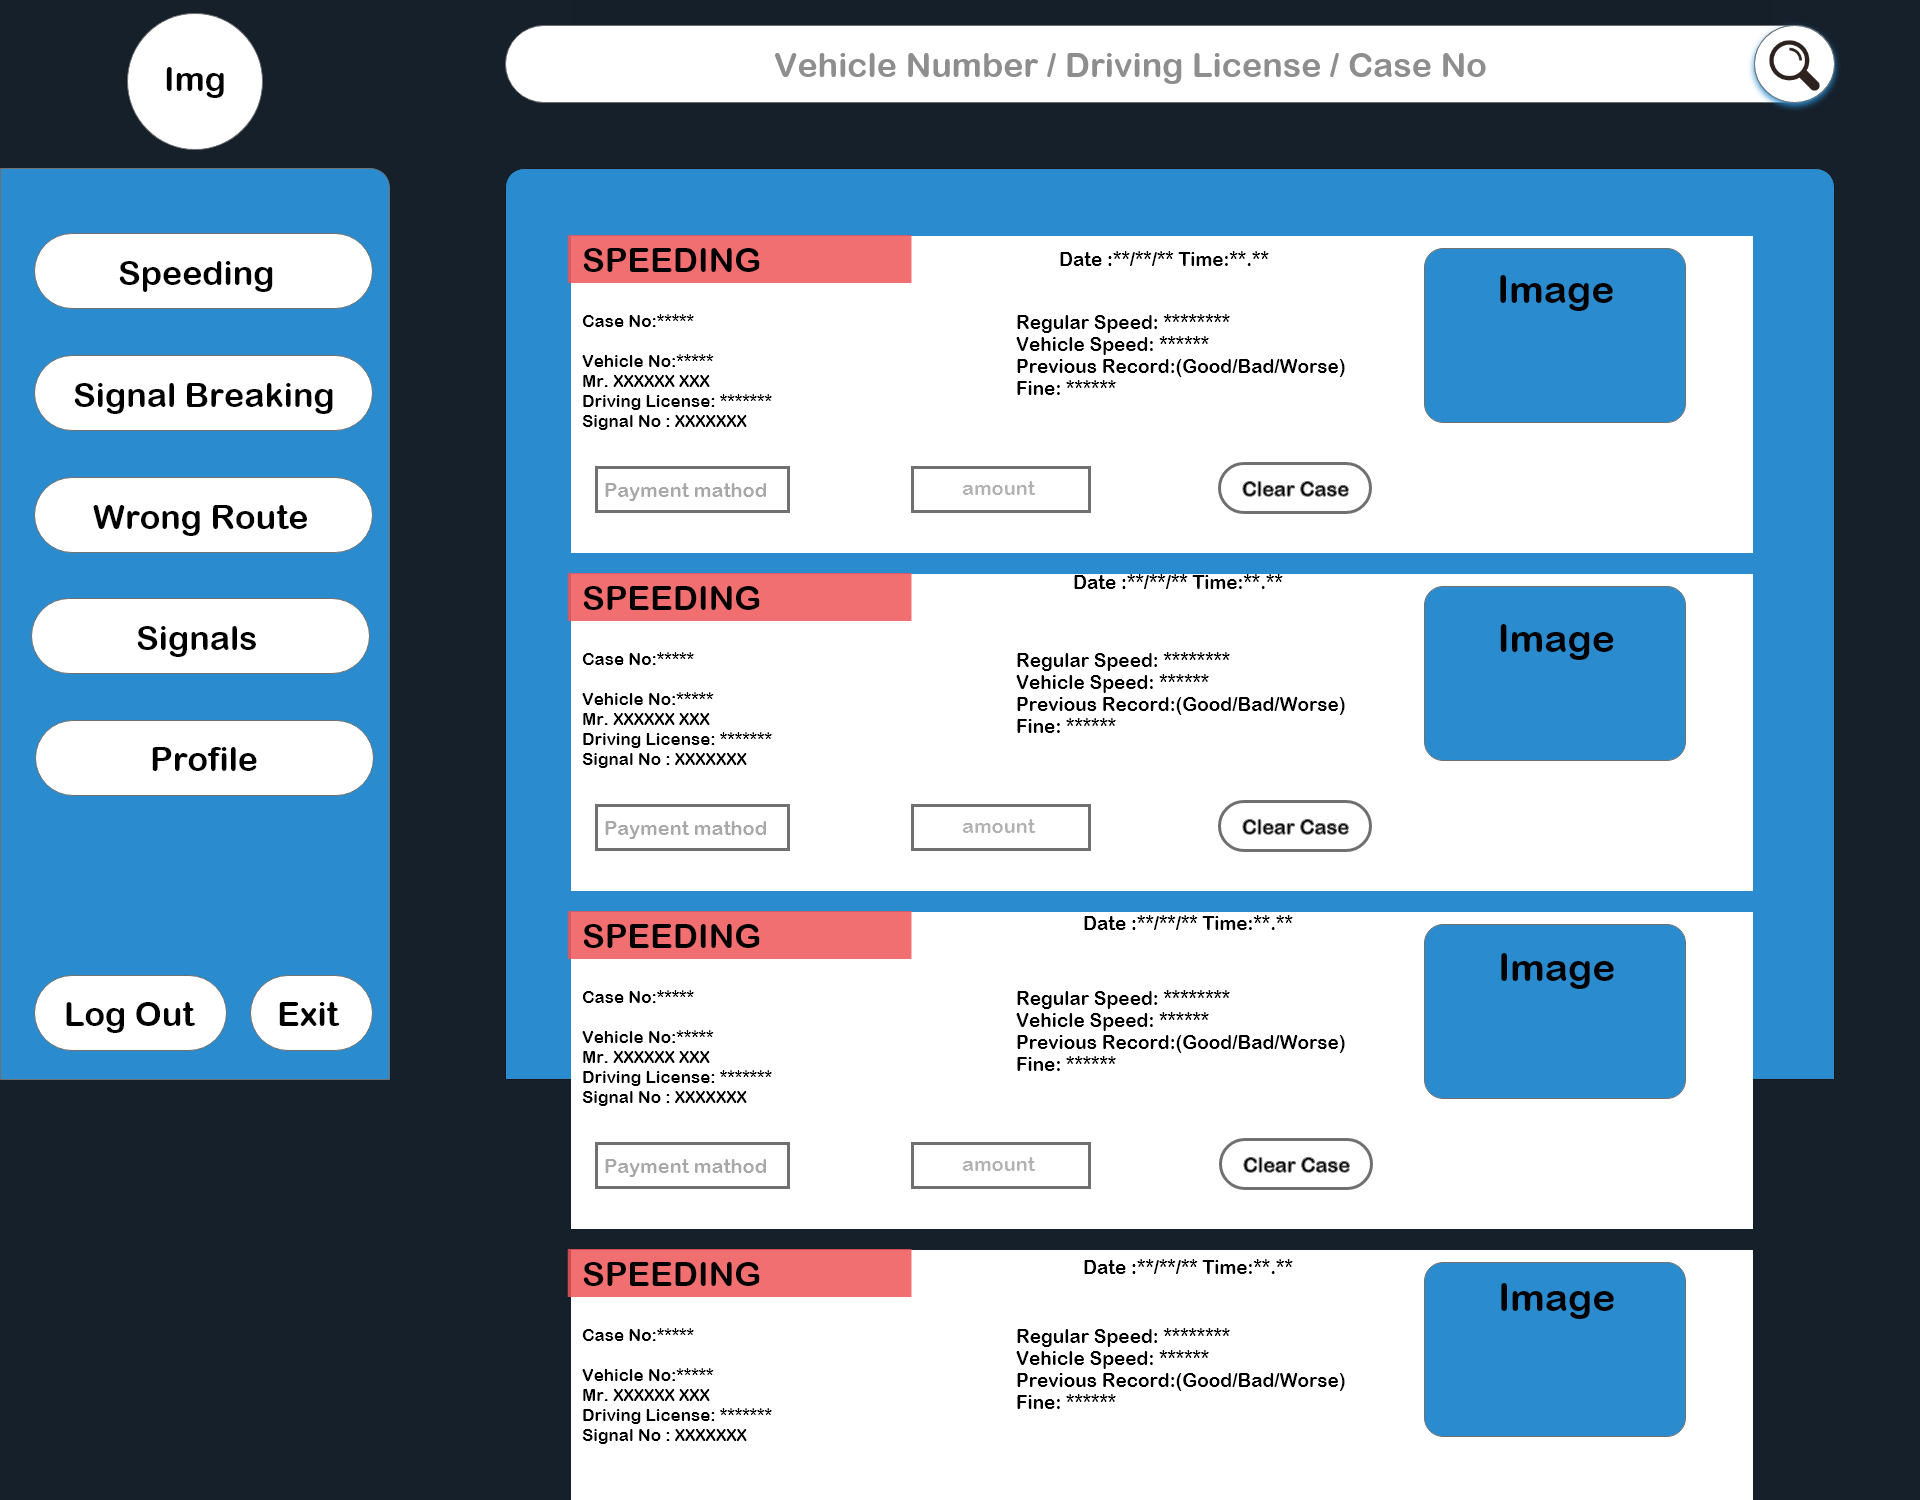 Img
Vehicle Number / Driving License / Case No
Speeding
Signal Breaking
Wrong Route
Signals
Profile
Log Out
Exit
SPEEDING
Date :**/**/** Time:**.**
Image
Case No:*****
Vehicle No:*****
Mr. XXXXXX XXX
Driving License: *******
Signal No : XXXXXXX
Regular Speed: ********
Vehicle Speed: ******
Previous Record:(Good/Bad/Worse)
Fine: ******
Payment mathod
amount
Clear Case
SPEEDING
Date :**/**/** Time:**.**
Image
Case No:*****
Vehicle No:*****
Mr. XXXXXX XXX
Driving License: *******
Signal No : XXXXXXX
Regular Speed: ********
Vehicle Speed: ******
Previous Record:(Good/Bad/Worse)
Fine: ******
Payment mathod
amount
Clear Case
SPEEDING
Date :**/**/** Time:**.**
Image
Case No:*****
Vehicle No:*****
Mr. XXXXXX XXX
Driving License: *******
Signal No : XXXXXXX
Regular Speed: ********
Vehicle Speed: ******
Previous Record:(Good/Bad/Worse)
Fine: ******
Payment mathod
amount
Clear Case
SPEEDING
Date :**/**/** Time:**.**
Image
Case No:*****
Vehicle No:*****
Mr. XXXXXX XXX
Driving License: *******
Signal No : XXXXXXX
Regular Speed: ********
Vehicle Speed: ******
Previous Record:(Good/Bad/Worse)
Fine: ******